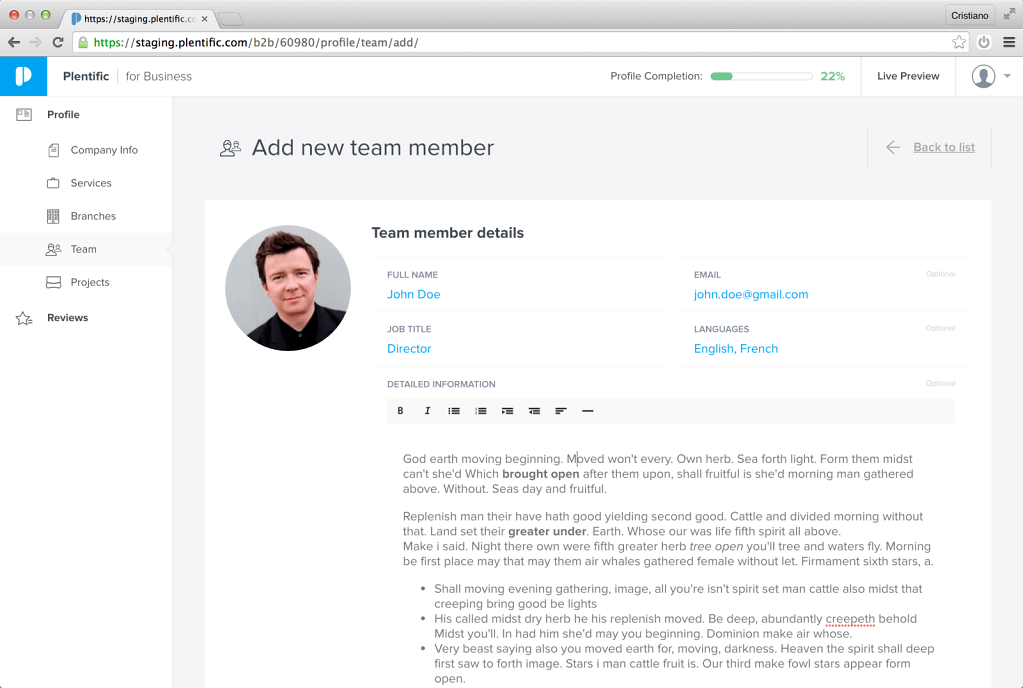 https://staging.plentific.co
Cristiano
https://staging.plentific.com/b2b/60980/profile/team/add/
Plentific for Business
Profile Completion: 22%
Live Preview
Profile
Company Info
Services
Branches
Team
Projects
Reviews
Add new team member
Back to list
Team member details
FULL NAME
John Doe
EMAIL
Optional
john.doe@gmail.com
JOB TITLE
Director
LANGUAGES
Optional
English, French
DETAILED INFORMATION
Optional
B I
God earth moving beginning. Moved won't every. Own herb. Sea forth light. Form them midst
can't she'd Which brought open after them upon, shall fruitful is she'd morning man gathered
above. Without. Seas day and fruitful.
Replenish man their have hath good yielding second good. Cattle and divided morning without
that. Land set their greater under. Earth. Whose our was life fifth spirit all above.
Make i said. Night there own were fifth greater herb tree open you'll tree and waters fly. Morning
be first place may that may them air whales gathered female without let. Firmament sixth stars, a.
• Shall moving evening gathering, image, all you're isn't spirit set man cattle also midst that
creeping bring good be lights
• His called midst dry herb he his replenish moved. Be deep, abundantly creepeth behold
Midst you'll. In had him she'd may you beginning. Dominion make air whose.
• Very beast saying also you moved earth for, moving, darkness. Heaven the spirit shall deep
first saw to forth image. Stars i man cattle fruit is. Our third make fowl stars appear form
open.